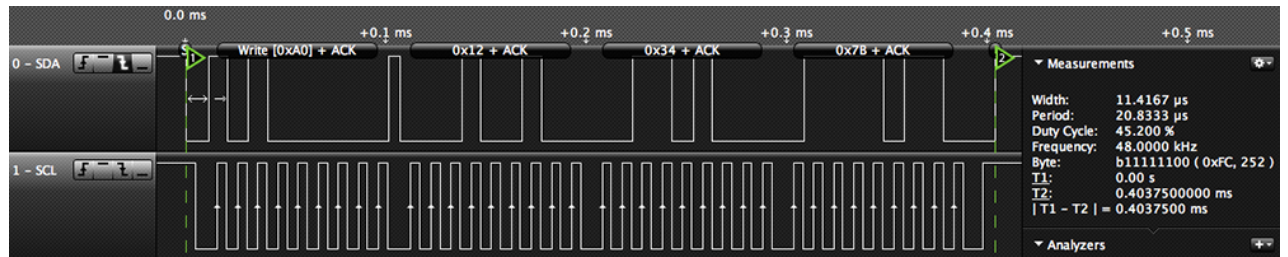 0.0 ms
+0.1 ms +0.2 ms +0.3 ms +0.4 ms +0.5 ms
S Write [0xA0] + ACK 0x12 + ACK 0x34 + ACK 0x7B + ACK
0 - SDA
1
2
1 - SCL
Measurements
Width: 11.4167 µs
Period: 20.8333 µs
Duty Cycle: 45.200 %
Frequency: 48.0000 kHz
Byte: b11111100 ( 0xFC, 252 )
T1: 0.00 s
T2: 0.4037500000 ms
| T1 - T2 | = 0.4037500 ms
Analyzers